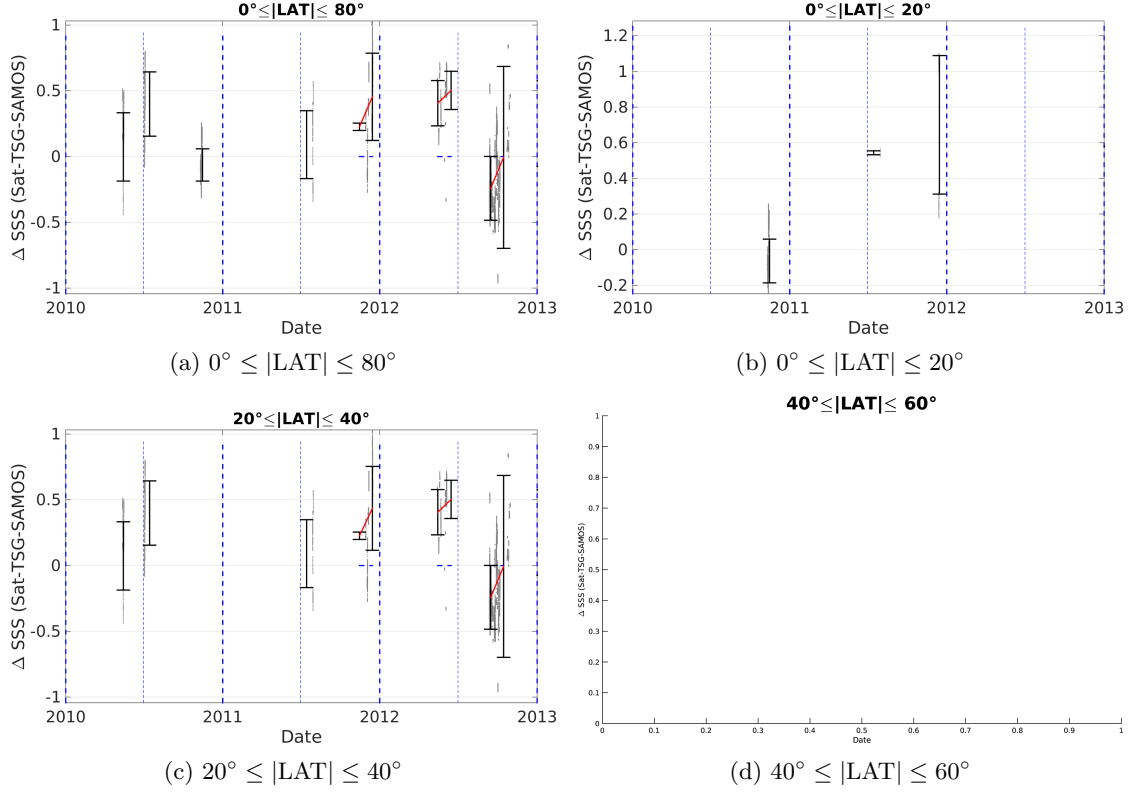 0°≤|LAT|≤ 80°
1
0.5
0
-0.5
-1
2010 2011 2012 2013
Δ SSS (Sat-TSG-SAMOS)
Date
(a) 0° ≤ |LAT| ≤ 80°
0°≤|LAT|≤ 20°
1.2
1
0.8
0.6
0.4
0.2
0
-0.2
2010 2011 2012 2013
Δ SSS (Sat-TSG-SAMOS)
Date
(b) 0° ≤ |LAT| ≤ 20°
20°≤|LAT|≤ 40°
1
0.5
0
-0.5
-1
2010 2011 2012 2013
Δ SSS (Sat-TSG-SAMOS)
Date
(c) 20° ≤ |LAT| ≤ 40°
40°≤|LAT|≤ 60°
1
0.9
0.8
0.7
0.6
0.5
0.4
0.3
0.2
0.1
0
0 0.1 0.2 0.3 0.4 0.5 0.6 0.7 0.8 0.9 1
Δ SSS (Sat-TSG-SAMOS)
Date
(d) 40° ≤ |LAT| ≤ 60°